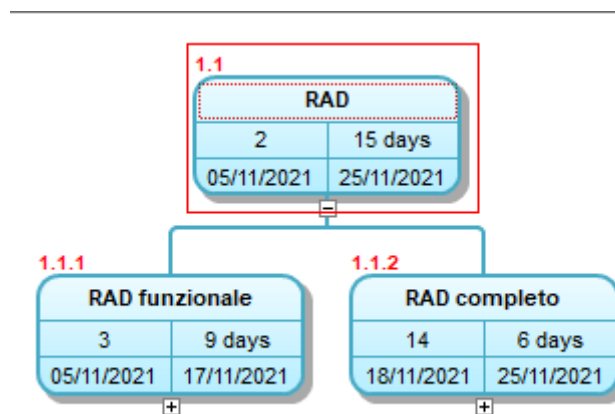 1.1
RAD
2 15 days
05/11/2021 25/11/2021
1.1.1 1.1.2
RAD funzionale RAD completo
3 9 days 14 6 days
05/11/2021 17/11/2021 18/11/2021 25/11/2021